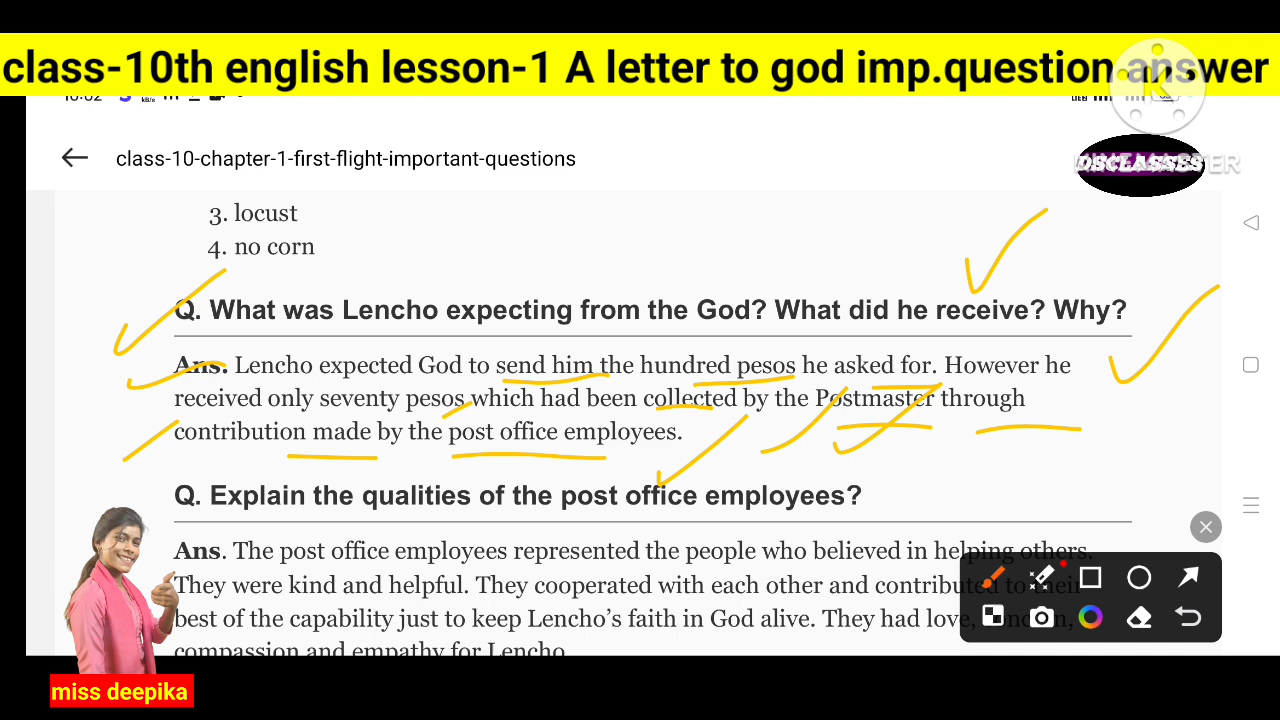 class-10th english lesson-1 A letter to god imp.question answer
class-10-chapter-1-first-flight-important-questions
DSCLASSES
3. locust
4. no corn
Q. What was Lencho expecting from the God? What did he receive? Why?
Ans. Lencho expected God to send him the hundred pesos he asked for. However he
received only seventy pesos which had been collected by the Postmaster through
contribution made by the post office employees.
Q. Explain the qualities of the post office employees?
Ans. The post office employees represented the people who believed in helping others.
They were kind and helpful. They cooperated with each other and contributed to their
best of the capability just to keep Lencho's faith in God alive. They had love, concern,
compassion and empathy for Lencho
miss deepika